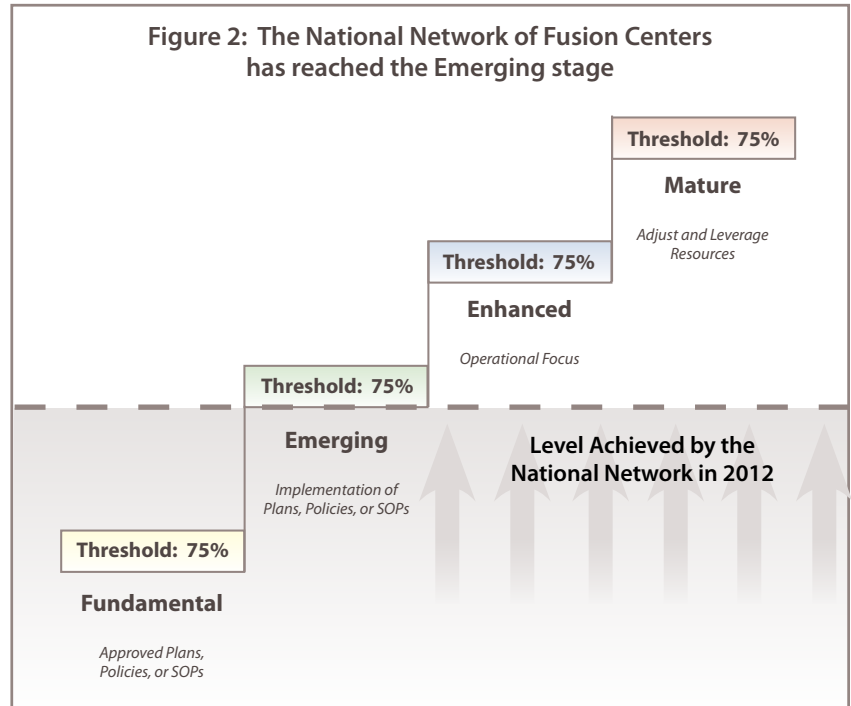 Figure 2: The National Network of Fusion Centers
has reached the Emerging stage
Threshold: 75%
Mature
Adjust and Leverage
Resources
Threshold: 75%
Enhanced
Operational Focus
Threshold: 75%
Emerging
Implementation of
Plans, Policies, or SOPs
Level Achieved by the
National Network in 2012
Threshold: 75%
Fundamental
Approved Plans,
Policies, or SOPs